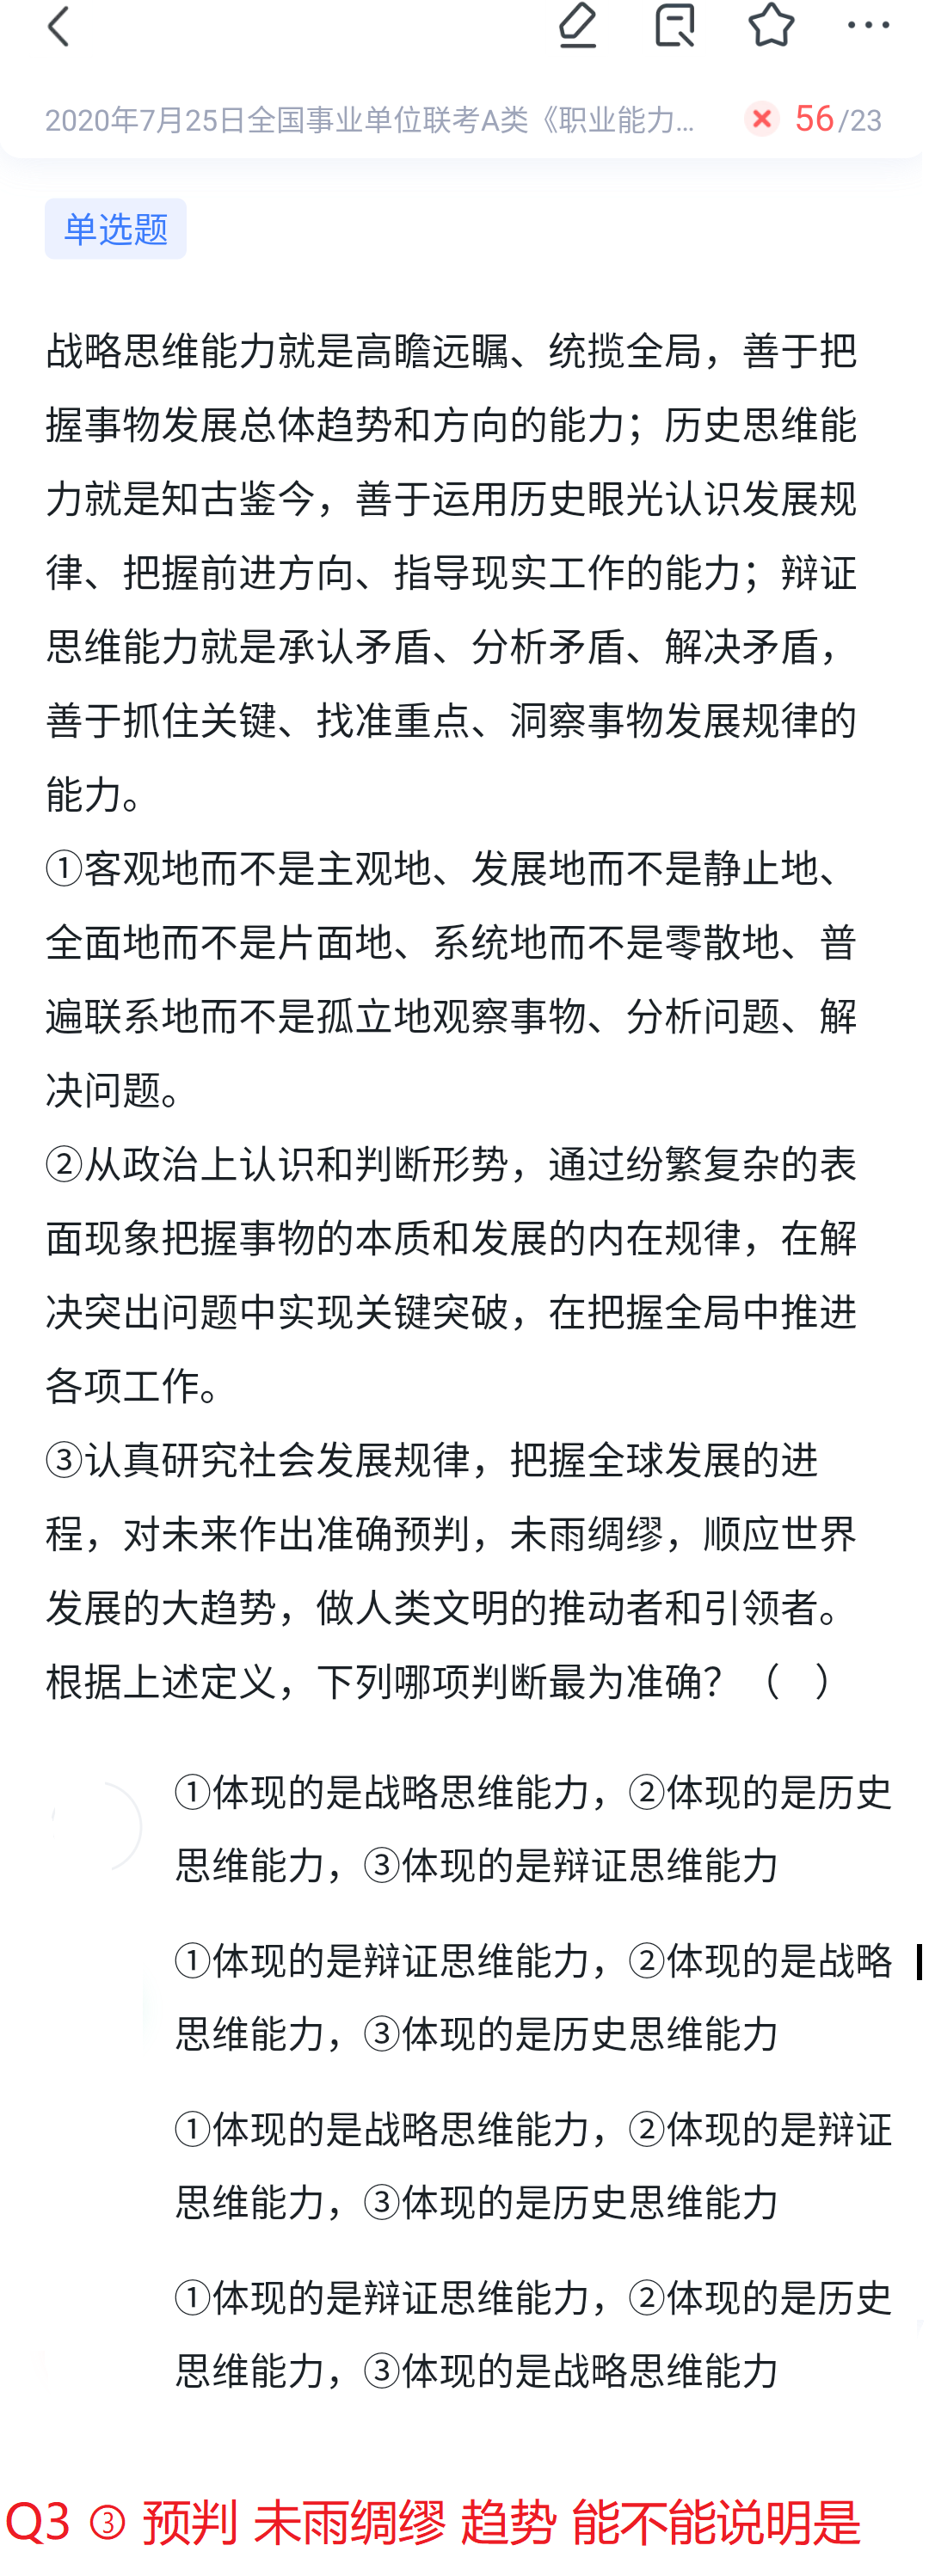 2020年7月25日全国事业单位联考A类《职业能力... 56/23
单选题
战略思维能力就是高瞻远瞩、统揽全局，善于把
握事物发展总体趋势和方向的能力；历史思维能
力就是知古鉴今，善于运用历史眼光认识发展规
律、把握前进方向、指导现实工作的能力；辩证
思维能力就是承认矛盾、分析矛盾、解决矛盾，
善于抓住关键、找准重点、洞察事物发展规律的
能力。
①客观地而不是主观地、发展地而不是静止地、
全面地而不是片面地、系统地而不是零散地、普
遍联系地而不是孤立地观察事物、分析问题、解
决问题。
②从政治上认识和判断形势，通过纷繁复杂的表
面现象把握事物的本质和发展的内在规律，在解
决突出问题中实现关键突破，在把握全局中推进
各项工作。
③认真研究社会发展规律，把握全球发展的进
程，对未来作出准确预判，未雨绸缪，顺应世界
发展的大趋势，做人类文明的推动者和引领者。
根据上述定义，下列哪项判断最为准确？（ ）
①体现的是战略思维能力，②体现的是历史
思维能力，③体现的是辩证思维能力
①体现的是辩证思维能力，②体现的是战略
思维能力，③体现的是历史思维能力
①体现的是战略思维能力，②体现的是辩证
思维能力，③体现的是历史思维能力
①体现的是辩证思维能力，②体现的是历史
思维能力，③体现的是战略思维能力
Q3 ③ 预判 未雨绸缪 趋势 能不能说明是